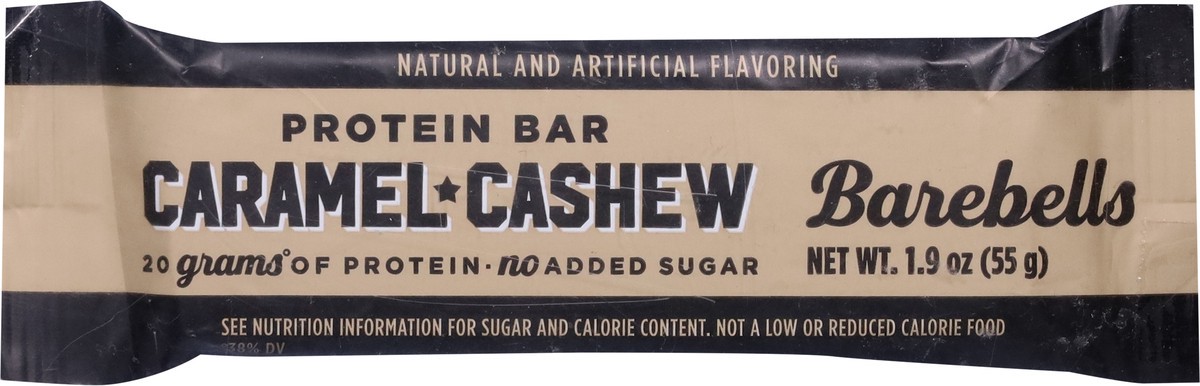 NATURAL AND ARTIFICIAL FLAVORING
PROTEIN BAR
CARAMEL★CASHEW
20 grams° OF PROTEIN · no ADDED SUGAR
Barebells
NET WT. 1.9 oz (55 g)
SEE NUTRITION INFORMATION FOR SUGAR AND CALORIE CONTENT. NOT A LOW OR REDUCED CALORIE FOOD
38% DV